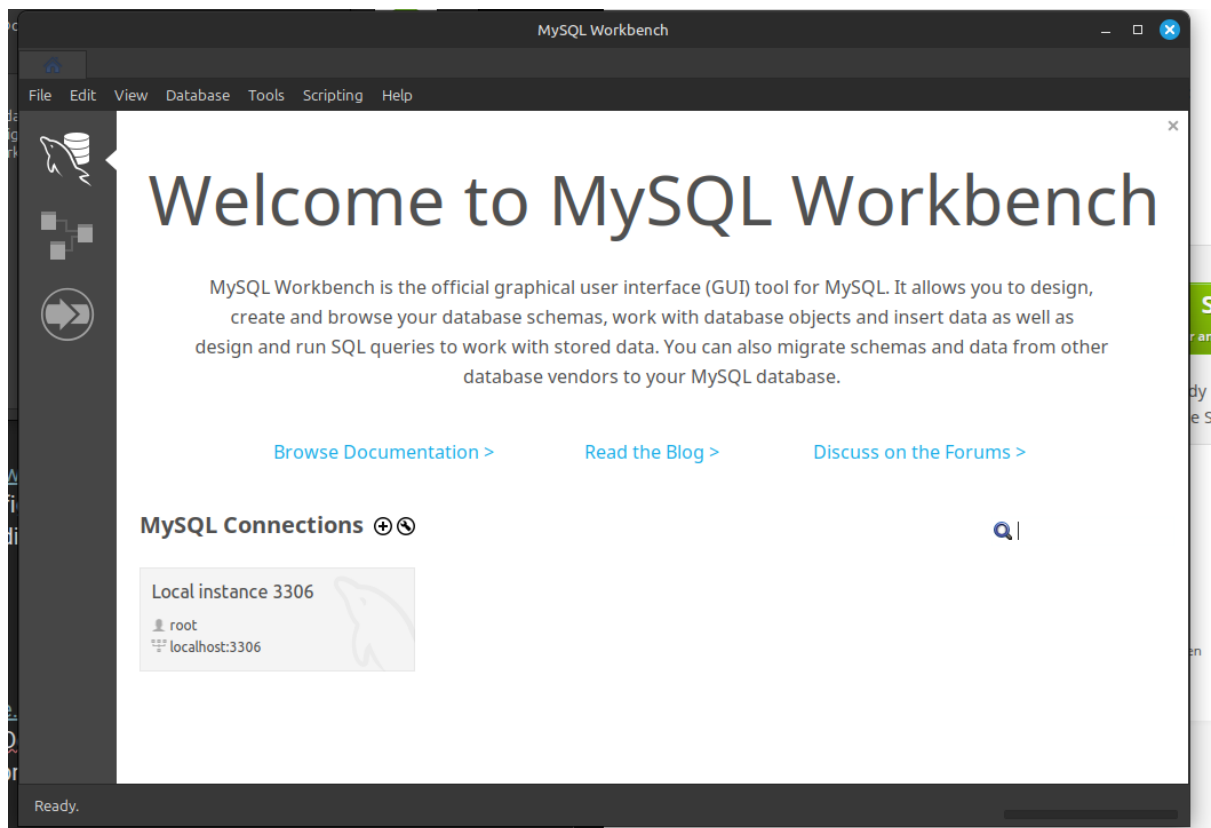 MySQL Workbench
File Edit View Database Tools Scripting Help
Welcome to MySQL Workbench
MySQL Workbench is the official graphical user interface (GUI) tool for MySQL. It allows you to design,
create and browse your database schemas, work with database objects and insert data as well as
design and run SQL queries to work with stored data. You can also migrate schemas and data from other
database vendors to your MySQL database.
Browse Documentation > Read the Blog > Discuss on the Forums >
MySQL Connections
Local instance 3306
root
localhost:3306
Ready.